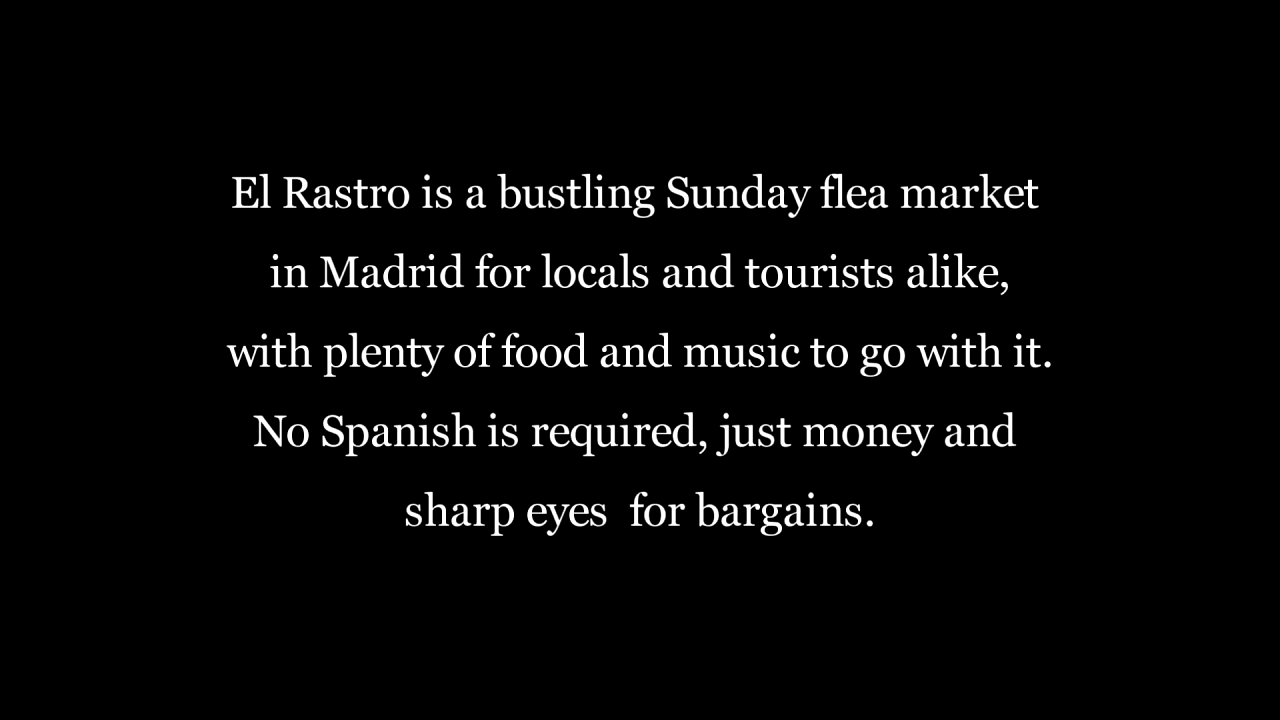 El Rastro is a bustling Sunday flea market
in Madrid for locals and tourists alike,
with plenty of food and music to go with it.
No Spanish is required, just money and
sharp eyes  for bargains.